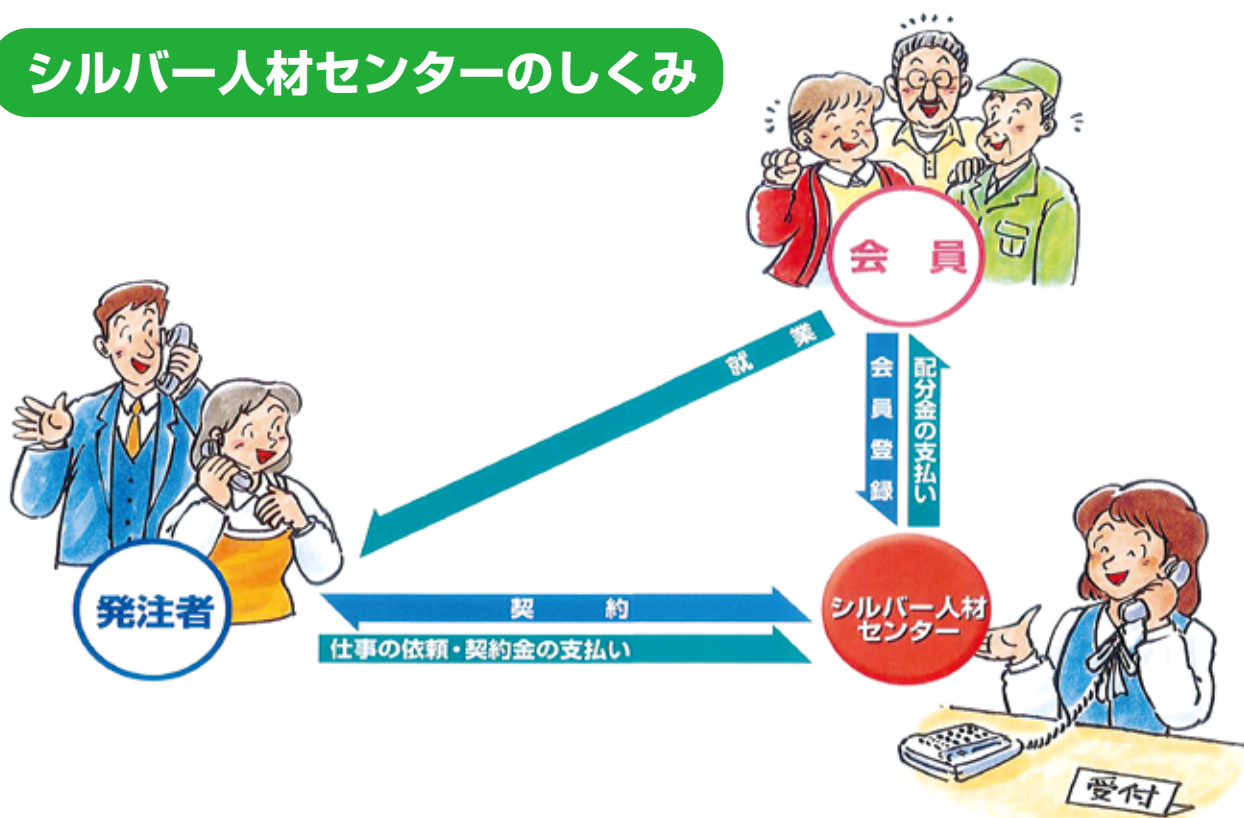 シルバー人材センターのしくみ
会員
就業
会員登録
配分金の支払い
発注者
契約
仕事の依頼・契約金の支払い
シルバー人材
センター
受付